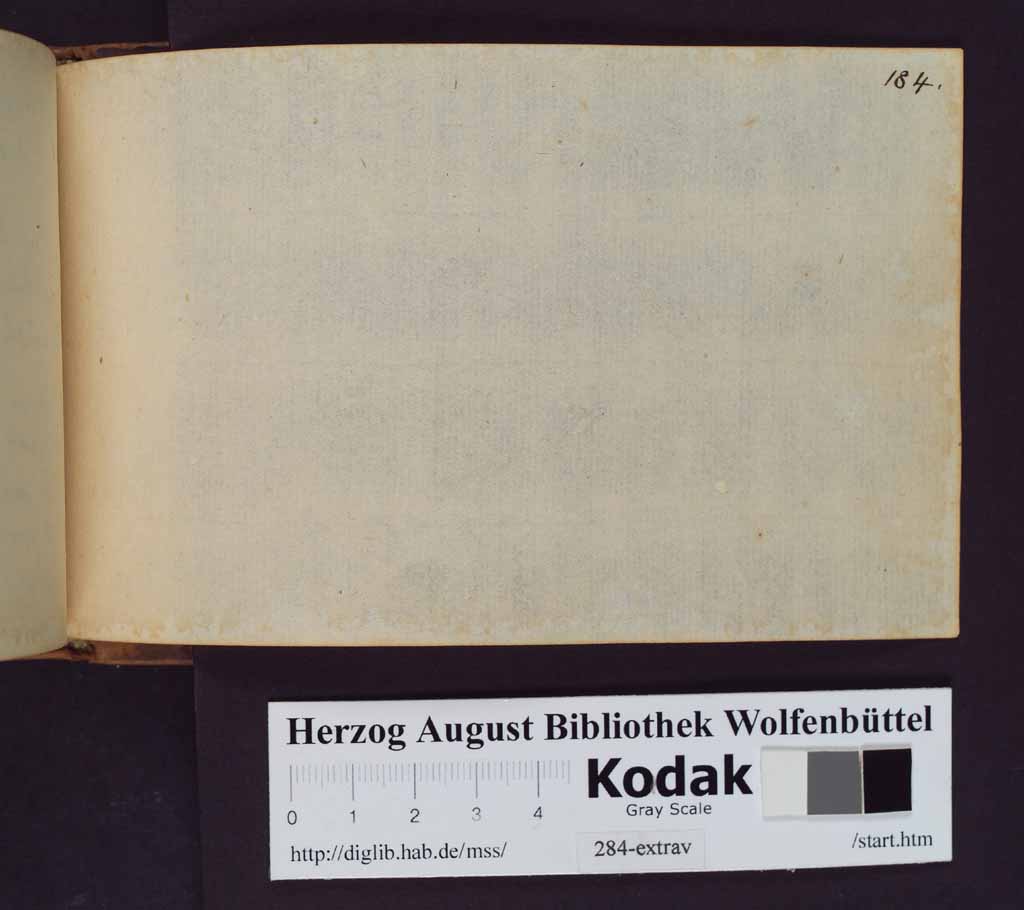 184.
Herzog August Bibliothek Wolfenbüttel
Kodak
Gray Scale
0 1 2 3 4
http://diglib.hab.de/mss/ 284-extrav /start.htm